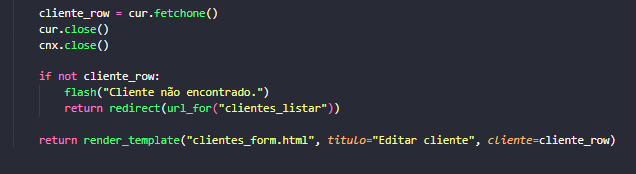 cliente_row = cur.fetchone()
cur.close()
cnx.close()
if not cliente_row:
flash("Cliente não encontrado.")
return redirect(url_for("clientes_listar"))
return render_template("clientes_form.html", titulo="Editar cliente", cliente=cliente_row)